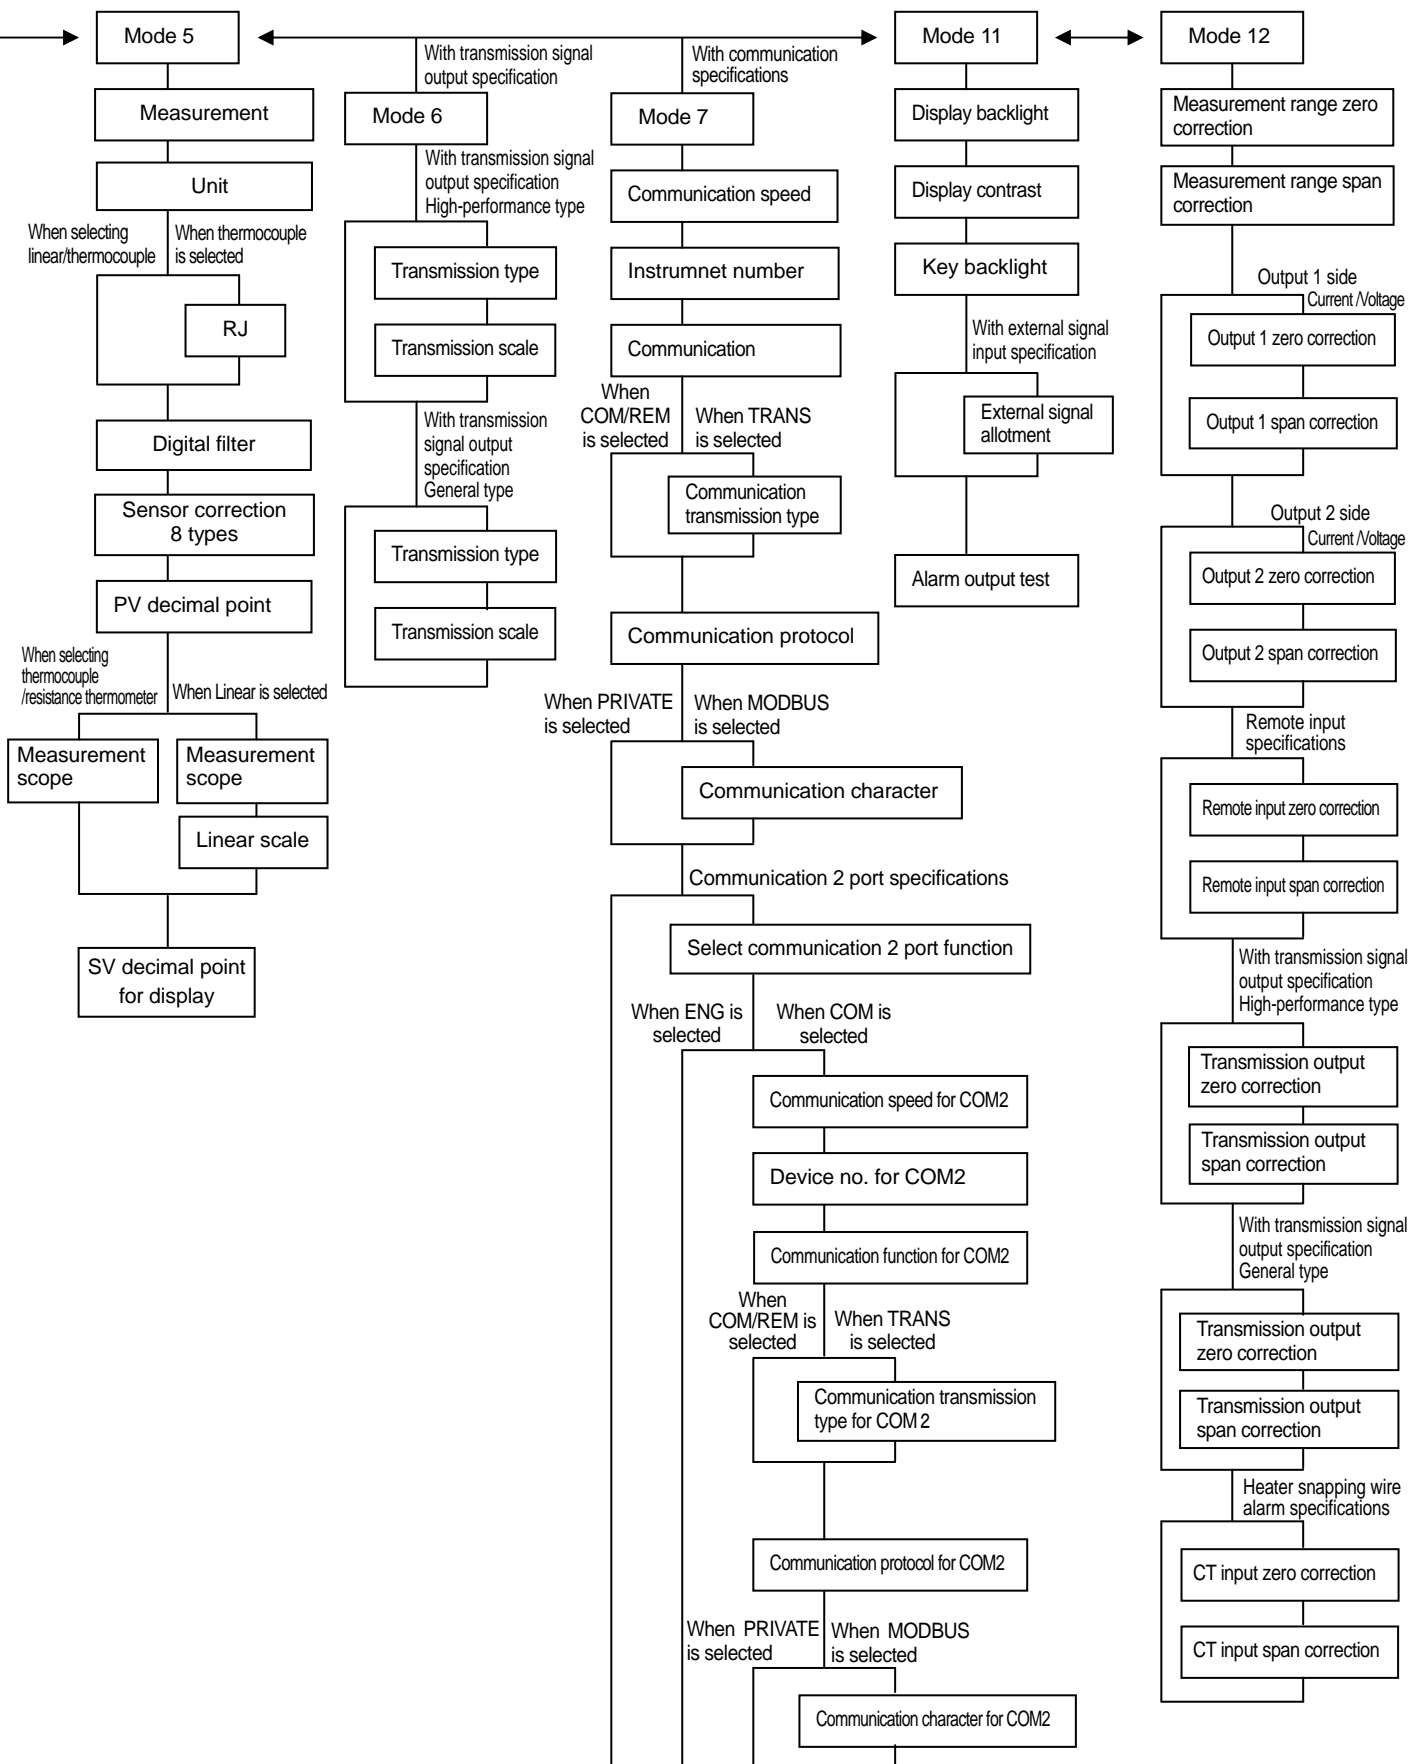 Mode 5
Measurement
Unit
When selecting
linear/thermocouple
When thermocouple
is selected
RJ
Digital filter
Sensor correction
8 types
PV decimal point
When selecting
thermocouple
/resistance thermometer
When Linear is selected
Measurement
scope
Measurement
scope
Linear scale
SV decimal point
for display
With transmission signal
output specification
Mode 6
With transmission signal
output specification
High-performance type
Transmission type
Transmission scale
With transmission
signal output
specification
General type
Transmission type
Transmission scale
With communication
specifications
Mode 7
Communication speed
Instrumnet number
Communication
When
COM/REM
is selected
When TRANS
is selected
Communication
transmission type
Communication protocol
When PRIVATE
is selected
When MODBUS
is selected
Communication character
Communication 2 port specifications
Select communication 2 port function
When ENG is
selected
When COM is
selected
Communication speed for COM2
Device no. for COM2
Communication function for COM2
When
COM/REM is
selected
When TRANS
is selected
Communication transmission
type for COM 2
Communication protocol for COM2
When PRIVATE
is selected
When MODBUS
is selected
Communication character for COM2
Mode 11
Display backlight
Display contrast
Key backlight
With external signal
input specification
External signal
allotment
Alarm output test
Mode 12
Measurement range zero
correction
Measurement range span
correction
Output 1 side
Current /Voltage
Output 1 zero correction
Output 1 span correction
Output 2 side
Current /Voltage
Output 2 zero correction
Output 2 span correction
Remote input
specifications
Remote input zero correction
Remote input span correction
With transmission signal
output specification
High-performance type
Transmission output
zero correction
Transmission output
span correction
With transmission signal
output specification
General type
Transmission output
zero correction
Transmission output
span correction
Heater snapping wire
alarm specifications
CT input zero correction
CT input span correction